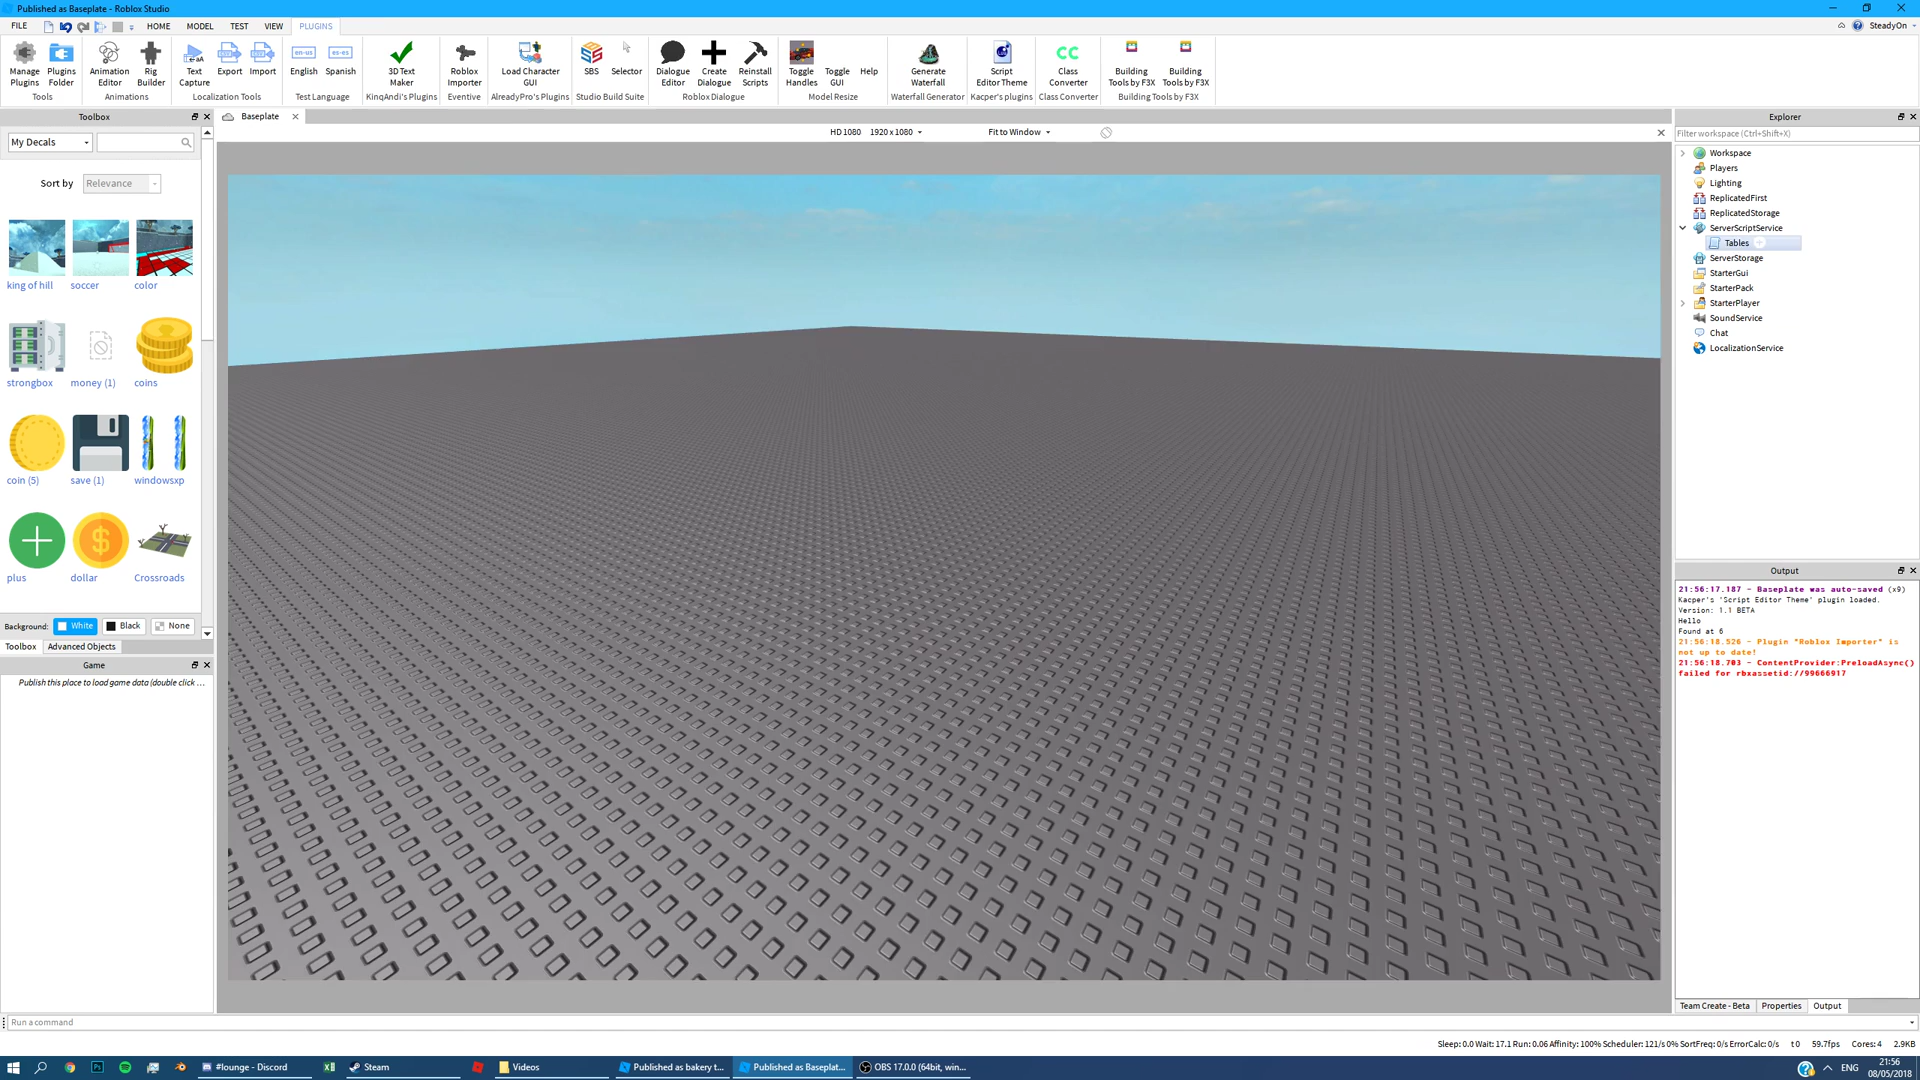 Published as Baseplate - Roblox Studio
FILE HOME MODEL TEST VIEW PLUGINS SteadyOn
Manage Plugins
Plugins Folder
Tools
Animation Editor
Rig Builder
Animations
Text Capture
Export
Import
Localization Tools
en-us
English
es-es
Spanish
Test Language
3D Text Maker
KinqAndi's Plugins
Roblox Importer
Eventive
Load Character GUI
AlreadyPro's Plugins
SBS
Selector
Studio Build Suite
Dialogue Editor
Create Dialogue
Reinstall Scripts
Roblox Dialogue
Toggle Handles
Toggle GUI
Help
Model Resize
Generate Waterfall
Waterfall Generator
Script Editor Theme
Kacper's plugins
CC
Class Converter
Class Converter
Building Tools by F3X
Building Tools by F3X
Building Tools by F3X
Toolbox
My Decals
Sort by Relevance
king of hill soccer color
strongbox money (1) coins
coin (5) save (1) windowsxp
plus dollar Crossroads
Background: White Black None
Toolbox Advanced Objects
Game
Publish this place to load game data (double click ...
Baseplate
HD 1080 1920 x 1080 Fit to Window
Explorer
Filter workspace (Ctrl+Shift+X)
Workspace
Players
Lighting
ReplicatedFirst
ReplicatedStorage
ServerScriptService
Tables
ServerStorage
StarterGui
StarterPack
StarterPlayer
SoundService
Chat
LocalizationService
Output
21:56:17.187 - Baseplate was auto-saved (x9)
Kacper's 'Script Editor Theme' plugin loaded.
Version: 1.1 BETA
Hello
Found at 6
21:56:18.526 - Plugin "Roblox Importer" is
not up to date!
21:56:18.703 - ContentProvider:PreloadAsync()
failed for rbxassetid://99666917
Team Create - Beta Properties Output
Run a command
Sleep: 0.0 Wait: 17.1 Run: 0.06 Affinity: 100% Scheduler: 121/s 0% SortFreq: 0/s ErrorCalc: 0/s t 0 59.7fps Cores: 4 2.9KB
#lounge - Discord Steam Videos Published as bakery t... Published as Baseplat... OBS 17.0.0 (64bit, win... ENG 21:56
08/05/2018